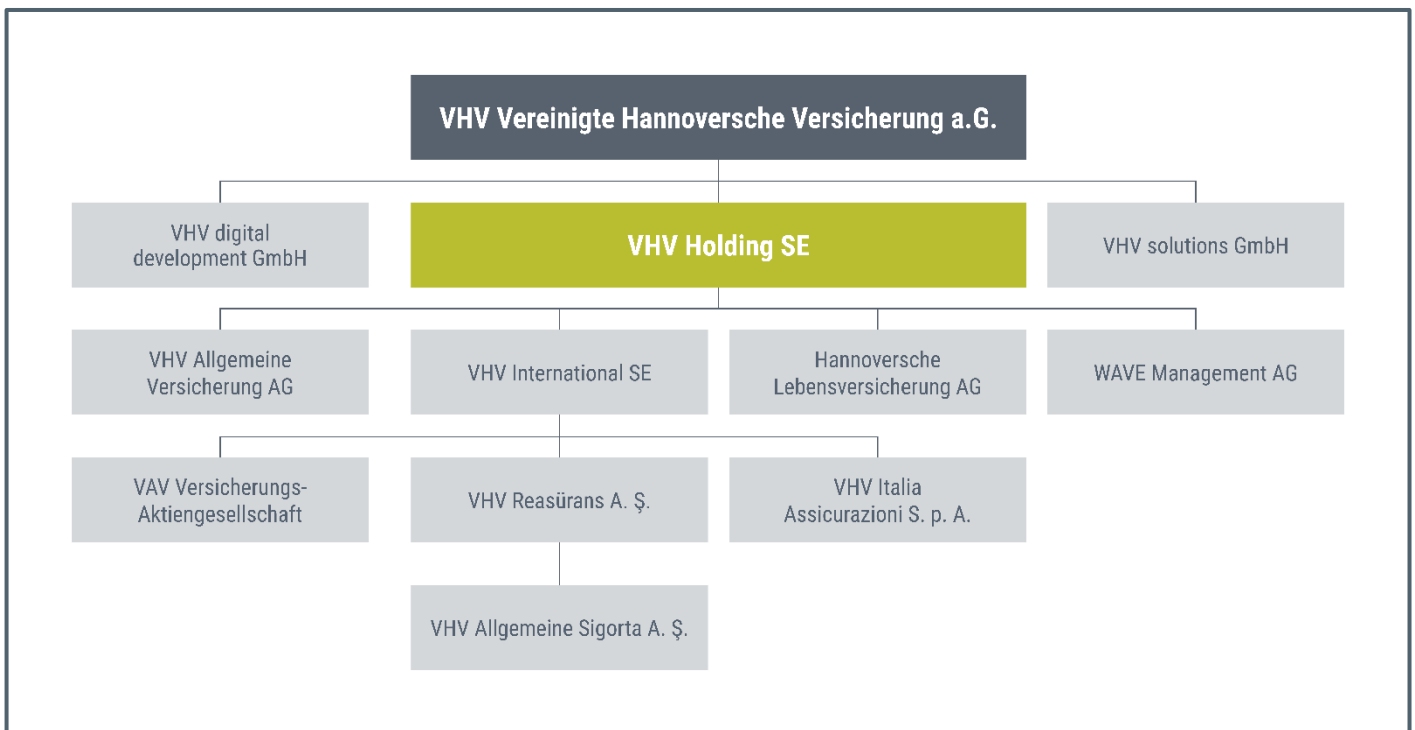 VHV Vereinigte Hannoversche Versicherung a.G.
VHV digital
development GmbH
VHV Holding SE
VHV solutions GmbH
VHV Allgemeine
Versicherung AG
VHV International SE
Hannoversche
Lebensversicherung AG
WAVE Management AG
VAV Versicherungs-
Aktiengesellschaft
VHV Reasürans A. Ş.
VHV Italia
Assicurazioni S. p. A.
VHV Allgemeine Sigorta A. Ş.